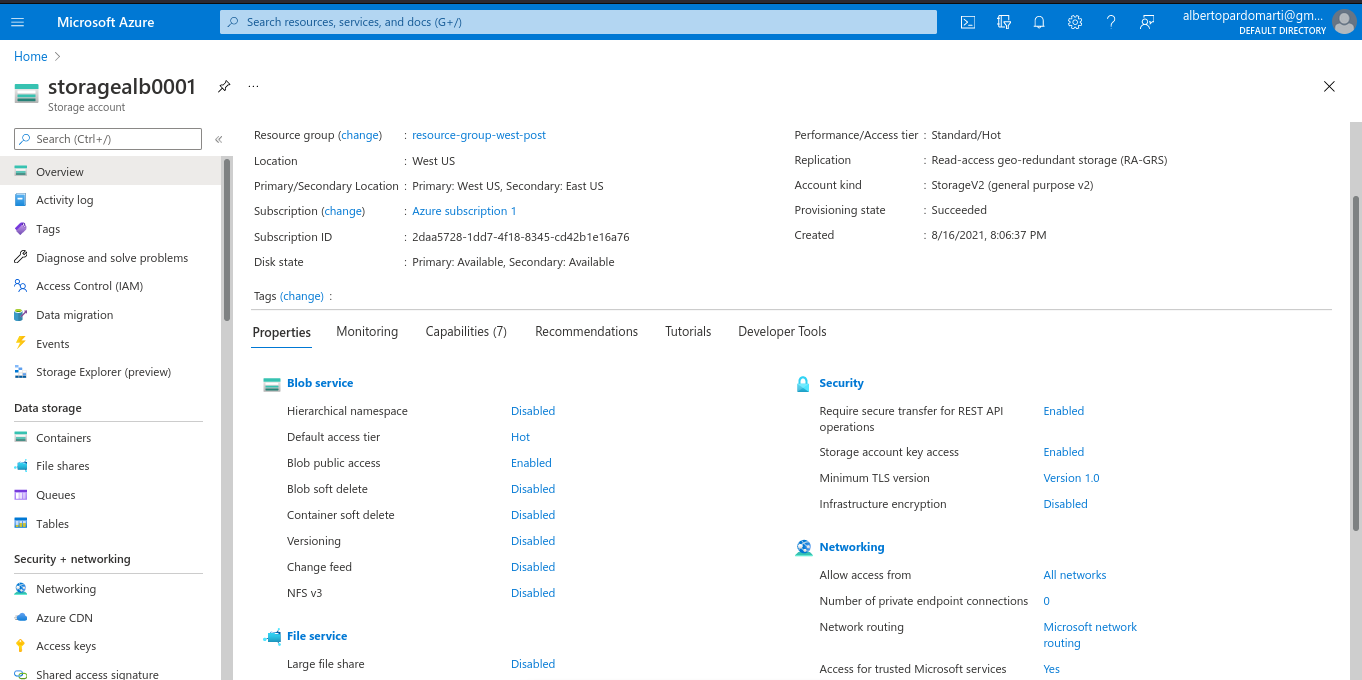 Microsoft Azure
Search resources, services, and docs (G+/)
albertopardomarti@gm...
DEFAULT DIRECTORY
Home
storagealb0001
...
Storage account
Search (Ctrl+/)
«
Overview
Activity log
Tags
Diagnose and solve problems
Access Control (IAM)
Data migration
Events
Storage Explorer (preview)
Data storage
Containers
File shares
Queues
Tables
Security + networking
Networking
Azure CDN
Access keys
Shared access signature
Resource group (change) : resource-group-west-post
Location : West US
Primary/Secondary Location : Primary: West US, Secondary: East US
Subscription (change) : Azure subscription 1
Subscription ID : 2daa5728-1dd7-4f18-8345-cd42b1e16a76
Disk state : Primary: Available, Secondary: Available
Performance/Access tier : Standard/Hot
Replication : Read-access geo-redundant storage (RA-GRS)
Account kind : StorageV2 (general purpose v2)
Provisioning state : Succeeded
Created : 8/16/2021, 8:06:37 PM
Tags (change) :
Properties Monitoring Capabilities (7) Recommendations Tutorials Developer Tools
Blob service
Hierarchical namespace Disabled
Default access tier Hot
Blob public access Enabled
Blob soft delete Disabled
Container soft delete Disabled
Versioning Disabled
Change feed Disabled
NFS v3 Disabled
File service
Large file share Disabled
Security
Require secure transfer for REST API Enabled
operations
Storage account key access Enabled
Minimum TLS version Version 1.0
Infrastructure encryption Disabled
Networking
Allow access from All networks
Number of private endpoint connections 0
Network routing Microsoft network
routing
Access for trusted Microsoft services Yes